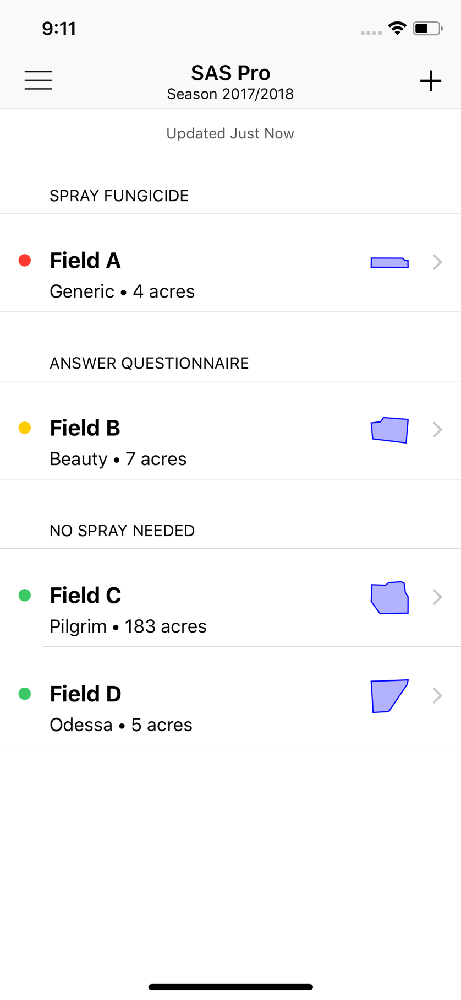 9:11
SAS Pro
Season 2017/2018
Updated Just Now
SPRAY FUNGICIDE
Field A
Generic • 4 acres
ANSWER QUESTIONNAIRE
Field B
Beauty • 7 acres
NO SPRAY NEEDED
Field C
Pilgrim • 183 acres
Field D
Odessa • 5 acres